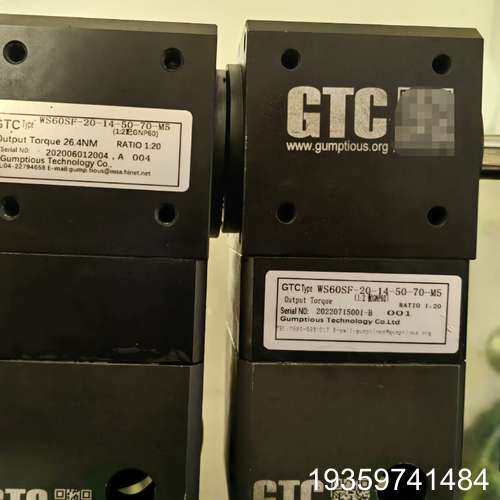 GTC Type WS60SF-20-14-50-70-M5
Output Torque 26.4NM RATIO 1:20
Serial NO: 202006012004 , A 004
Gumptious Technology Co.,
GTC
www.gumptious.org
GTC Type WS60SF-20-14-50-70-M5
Output Torque RATIO 1:20
Serial NO: 20220715001-B 001
Gumptious Technology Co.Ltd
GTC
GTC
19359741484